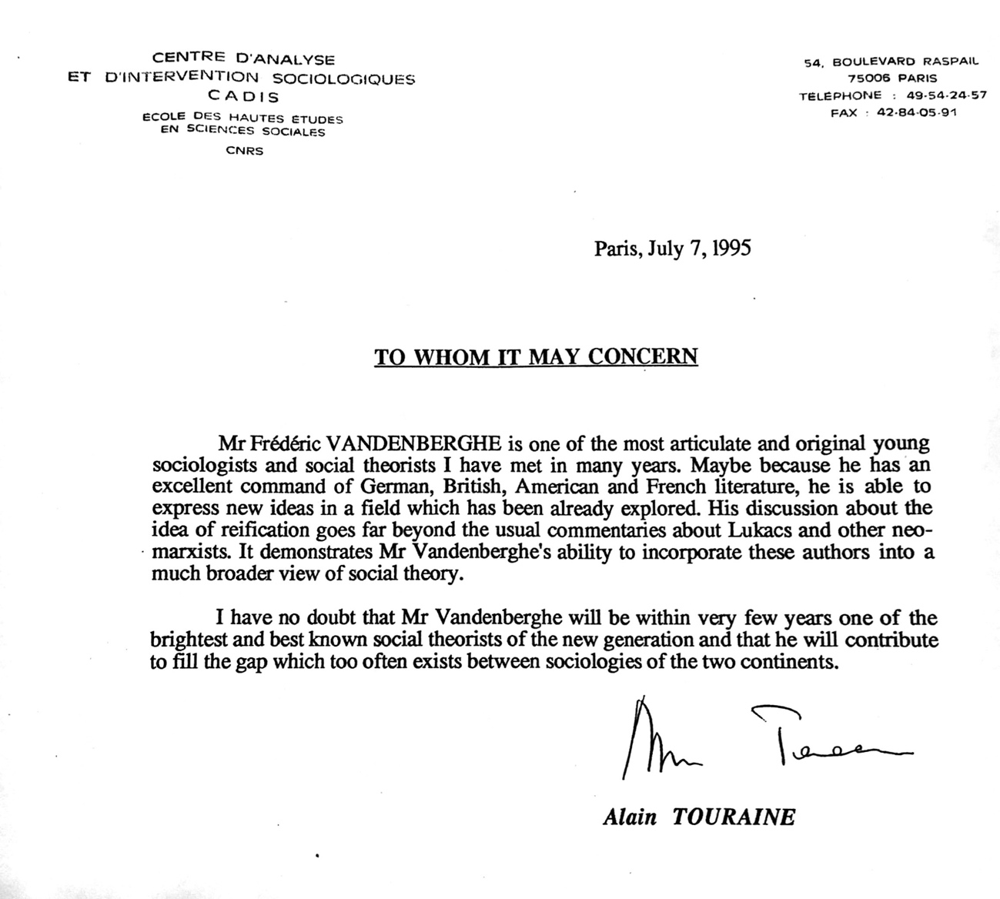 CENTRE D'ANALYSE
ET D'INTERVENTION SOCIOLOGIQUES
CADIS
ÉCOLE DES HAUTES ÉTUDES
EN SCIENCES SOCIALES
CNRS
54, BOULEVARD RASPAIL
75006 PARIS
TÉLÉPHONE : 49-54-24-57
FAX : 42-84-05-91
Paris, July 7, 1995
TO WHOM IT MAY CONCERN
Mr Frédéric VANDENBERGHE is one of the most articulate and original young
sociologists and social theorists I have met in many years. Maybe because he has an
excellent command of German, British, American and French literature, he is able to
express new ideas in a field which has been already explored. His discussion about the
idea of reification goes far beyond the usual commentaries about Lukacs and other neo-
marxists. It demonstrates Mr Vandenberghe's ability to incorporate these authors into a
much broader view of social theory.
I have no doubt that Mr Vandenberghe will be within very few years one of the
brightest and best known social theorists of the new generation and that he will contribute
to fill the gap which too often exists between sociologies of the two continents.
Alain TOURAINE